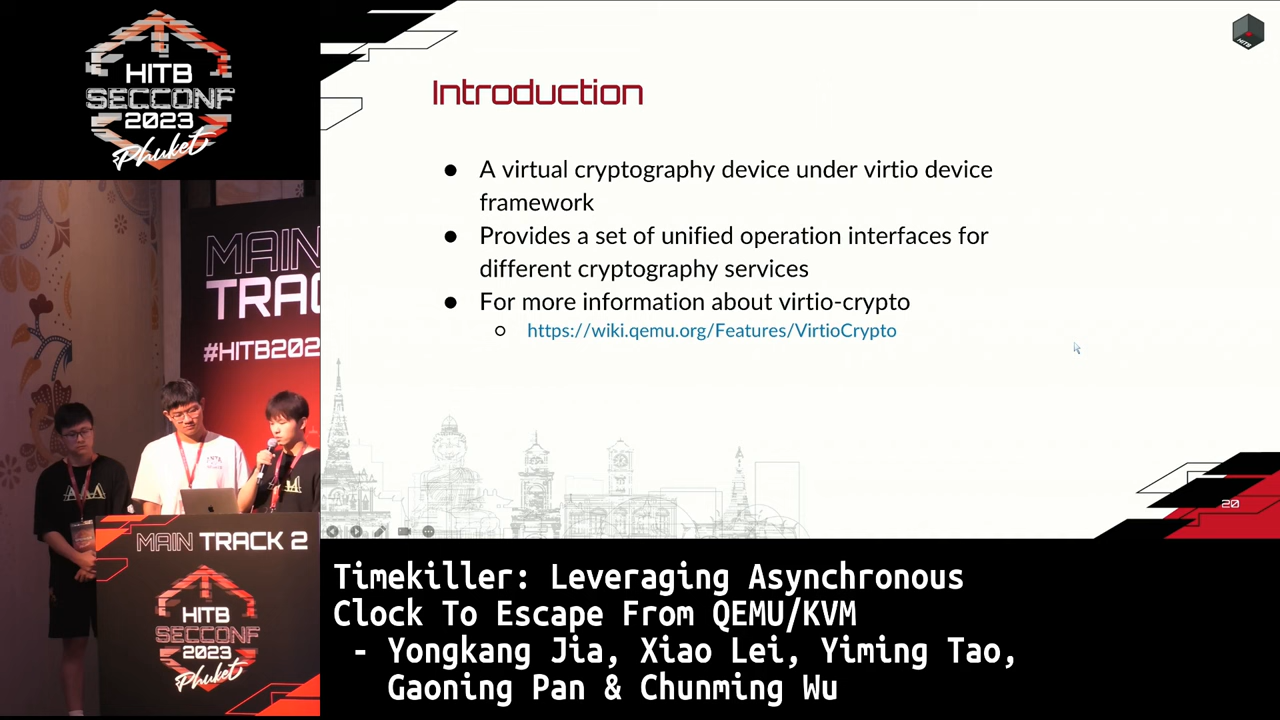 HITB
SECCONF
2023
Phuket
MAIN
TRAC
#HITB202
MAIN TRACK 2
HITB
SECCONF
2023
Phuket
HITB
Introduction
● A virtual cryptography device under virtio device
framework
● Provides a set of unified operation interfaces for
different cryptography services
● For more information about virtio-crypto
○ https://wiki.qemu.org/Features/VirtioCrypto
20
Timekiller: Leveraging Asynchronous
Clock To Escape From QEMU/KVM
- Yongkang Jia, Xiao Lei, Yiming Tao,
Gaoning Pan & Chunming Wu